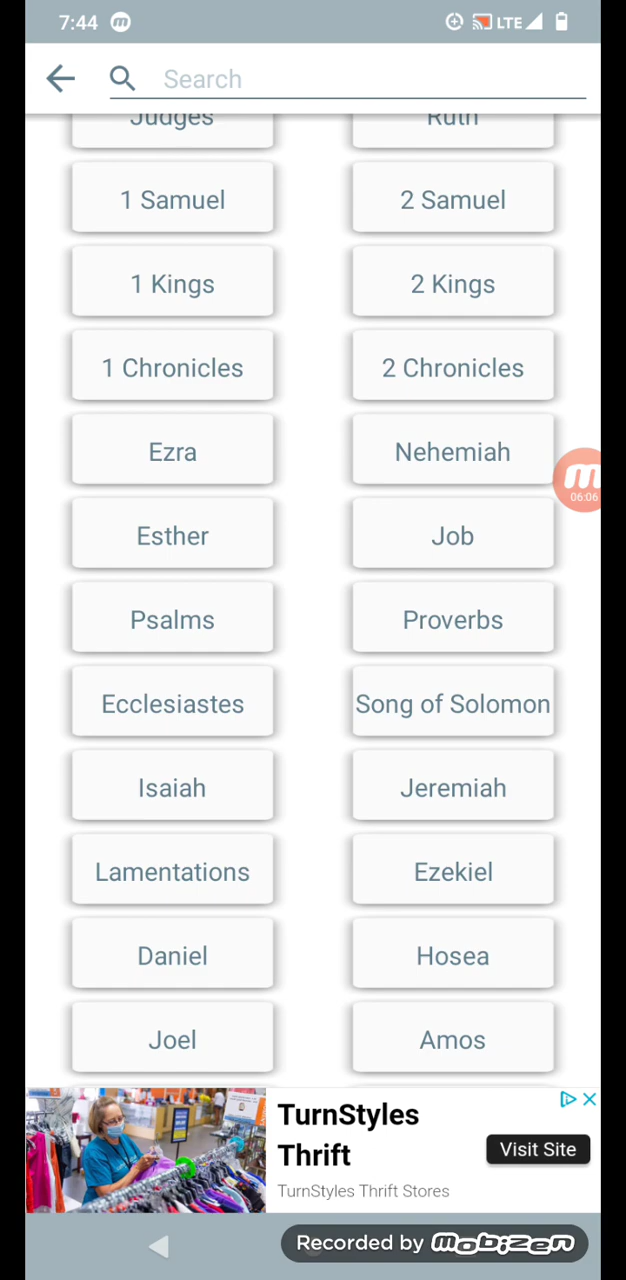 7:44 m LTE
Search
Judges Ruth
1 Samuel 2 Samuel
1 Kings 2 Kings
1 Chronicles 2 Chronicles
Ezra Nehemiah
m
06:06
Esther Job
Psalms Proverbs
Ecclesiastes Song of Solomon
Isaiah Jeremiah
Lamentations Ezekiel
Daniel Hosea
Joel Amos
TurnStyles
Thrift
Visit Site
TurnStyles Thrift Stores
Recorded by mobizen